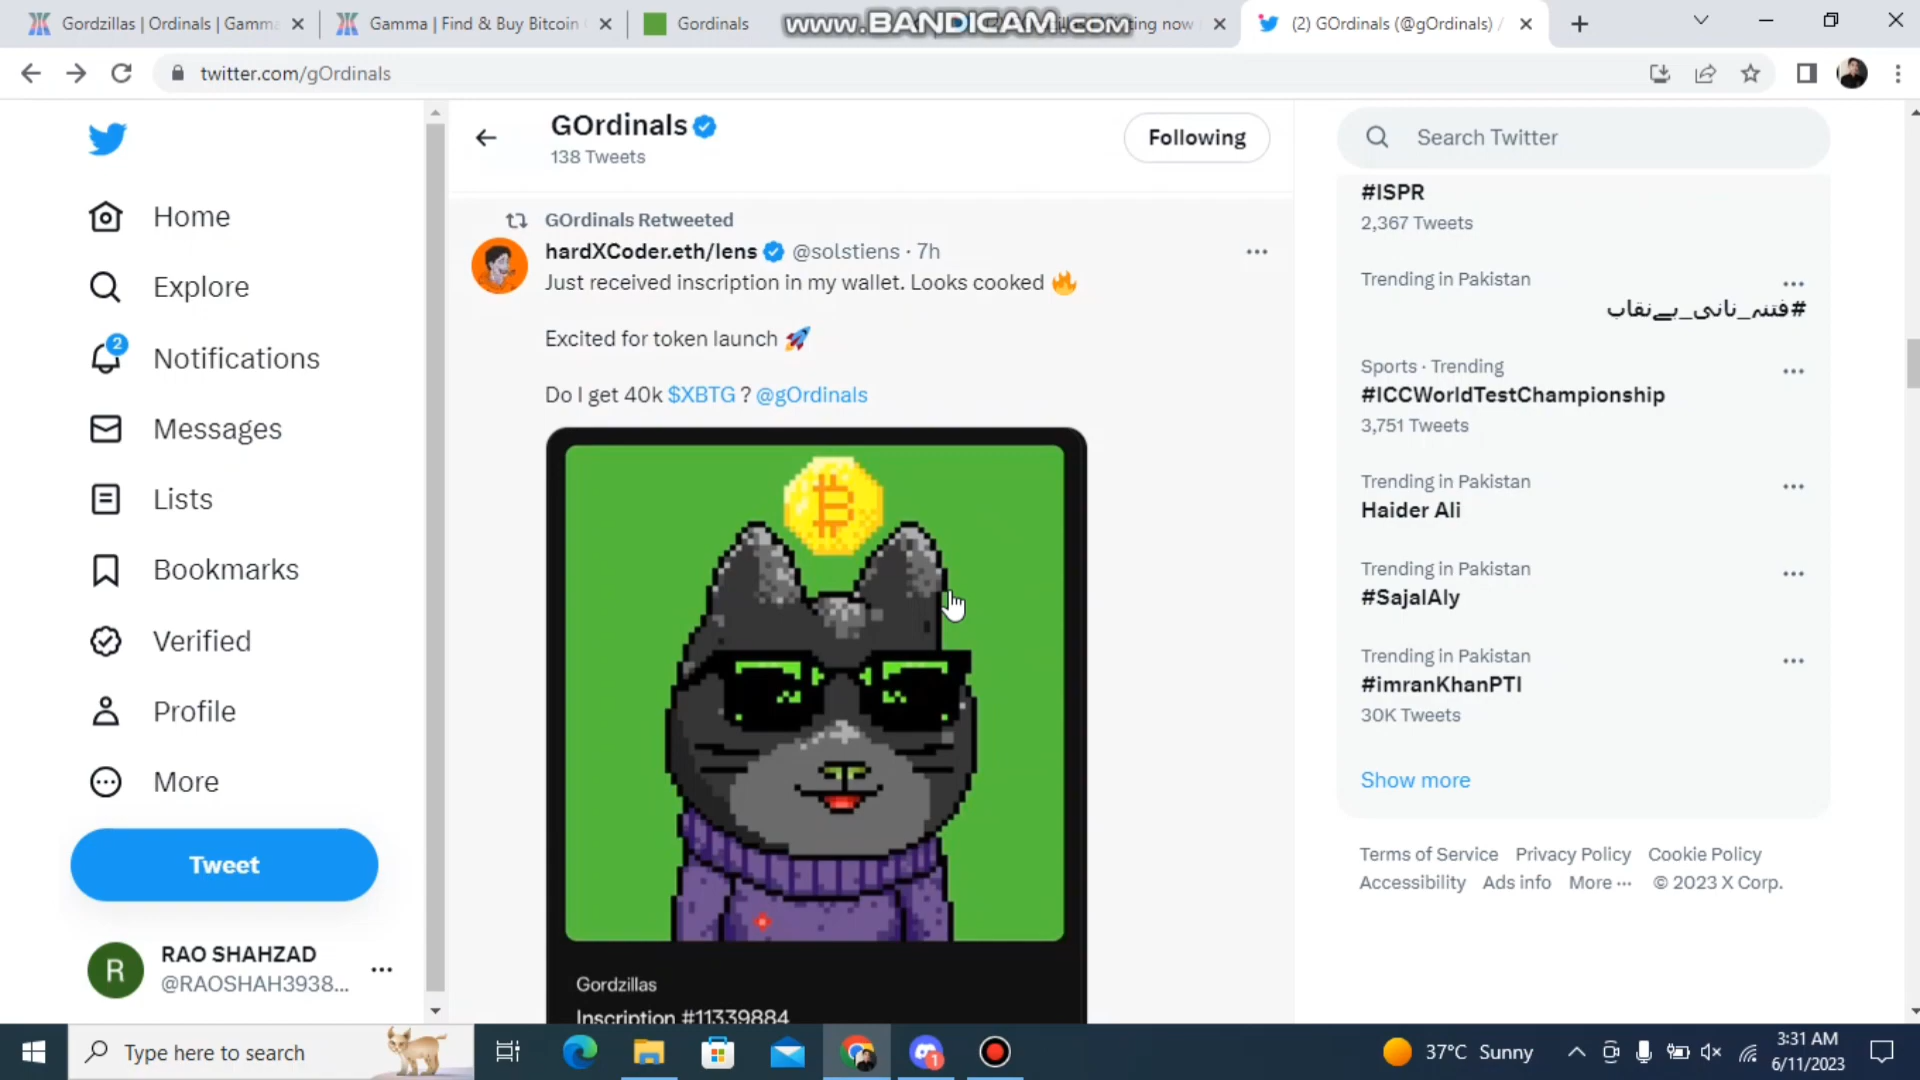 Gordzillas | Ordinals | Gamma
Gamma | Find & Buy Bitcoin
Gordinals
www.BANDICAM.com
ting now
(2) GOrdinals (@gOrdinals) /
twitter.com/gOrdinals
Home
Explore
2
Notifications
Messages
Lists
Bookmarks
Verified
Profile
More
Tweet
R
RAO SHAHZAD
@RAOSHAH3938...
GOrdinals
138 Tweets
Following
GOrdinals Retweeted
hardXCoder.eth/lens @solstiens · 7h
Just received inscription in my wallet. Looks cooked 🔥
Excited for token launch 🚀
Do I get 40k $XBTG ? @gOrdinals
Gordzillas
Inscription #11339884
Search Twitter
#ISPR
2,367 Tweets
Trending in Pakistan
#فتنہ_نانی_بےنقاب
Sports · Trending
#ICCWorldTestChampionship
3,751 Tweets
Trending in Pakistan
Haider Ali
Trending in Pakistan
#SajalAly
Trending in Pakistan
#imranKhanPTI
30K Tweets
Show more
Terms of Service Privacy Policy Cookie Policy
Accessibility Ads info More ··· © 2023 X Corp.
Type here to search
1
37°C Sunny
3:31 AM
6/11/2023